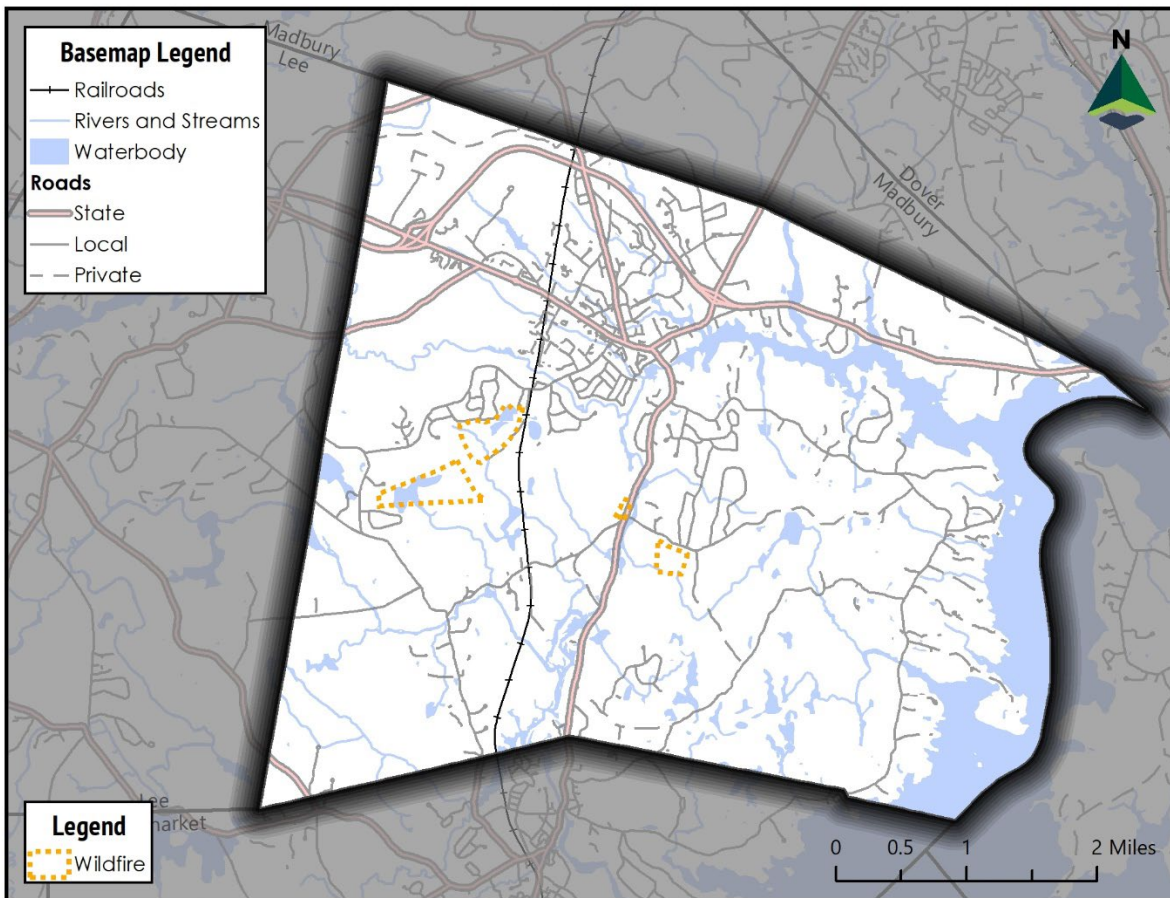 Basemap Legend
Railroads
Rivers and Streams
Waterbody
Roads
State
Local
Private
Madbury
Lee
N
Dover
Madbury
Lee
market
Legend
Wildfire
0 0.5 1 2 Miles